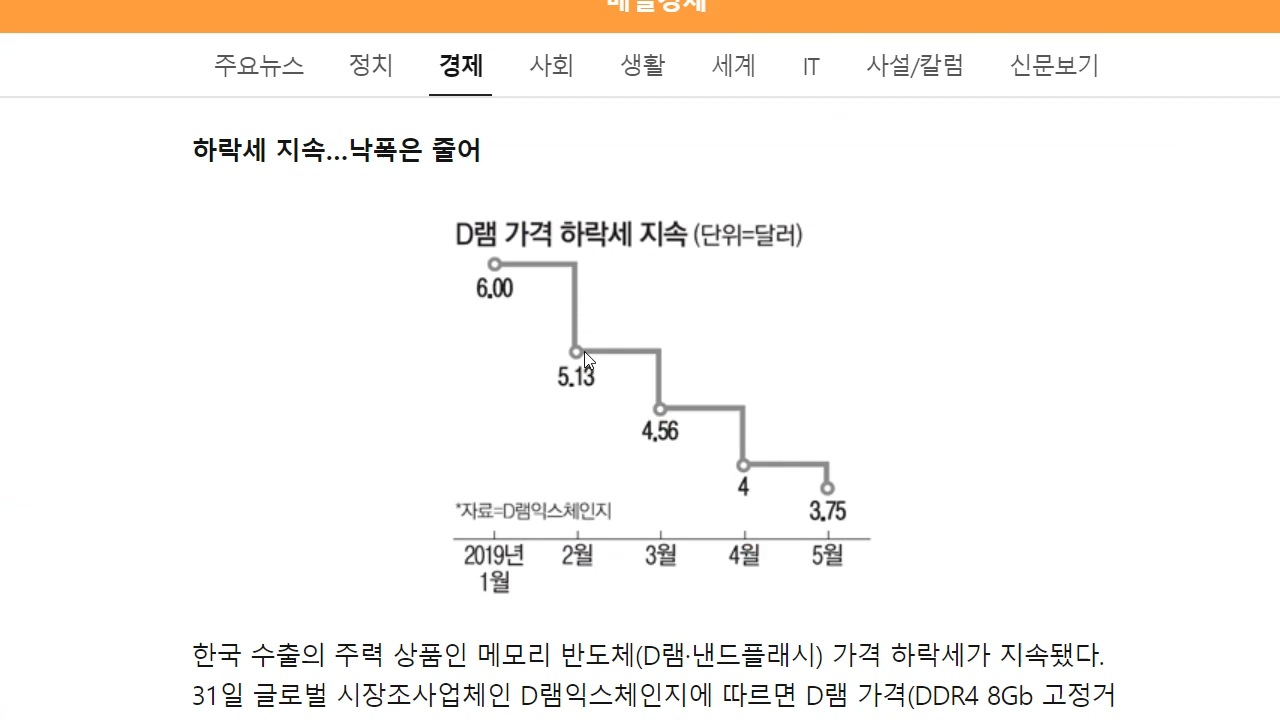 매일경제
주요뉴스 정치 경제 사회 생활 세계 IT 사설/칼럼 신문보기
하락세 지속...낙폭은 줄어
D램 가격 하락세 지속 (단위=달러)
6.00
5.13
4.56
4
3.75
*자료=D램익스체인지
2019년 1월 2월 3월 4월 5월
한국 수출의 주력 상품인 메모리 반도체(D램·낸드플래시) 가격 하락세가 지속됐다.
31일 글로벌 시장조사업체인 D램익스체인지에 따르면 D램 가격(DDR4 8Gb 고정거